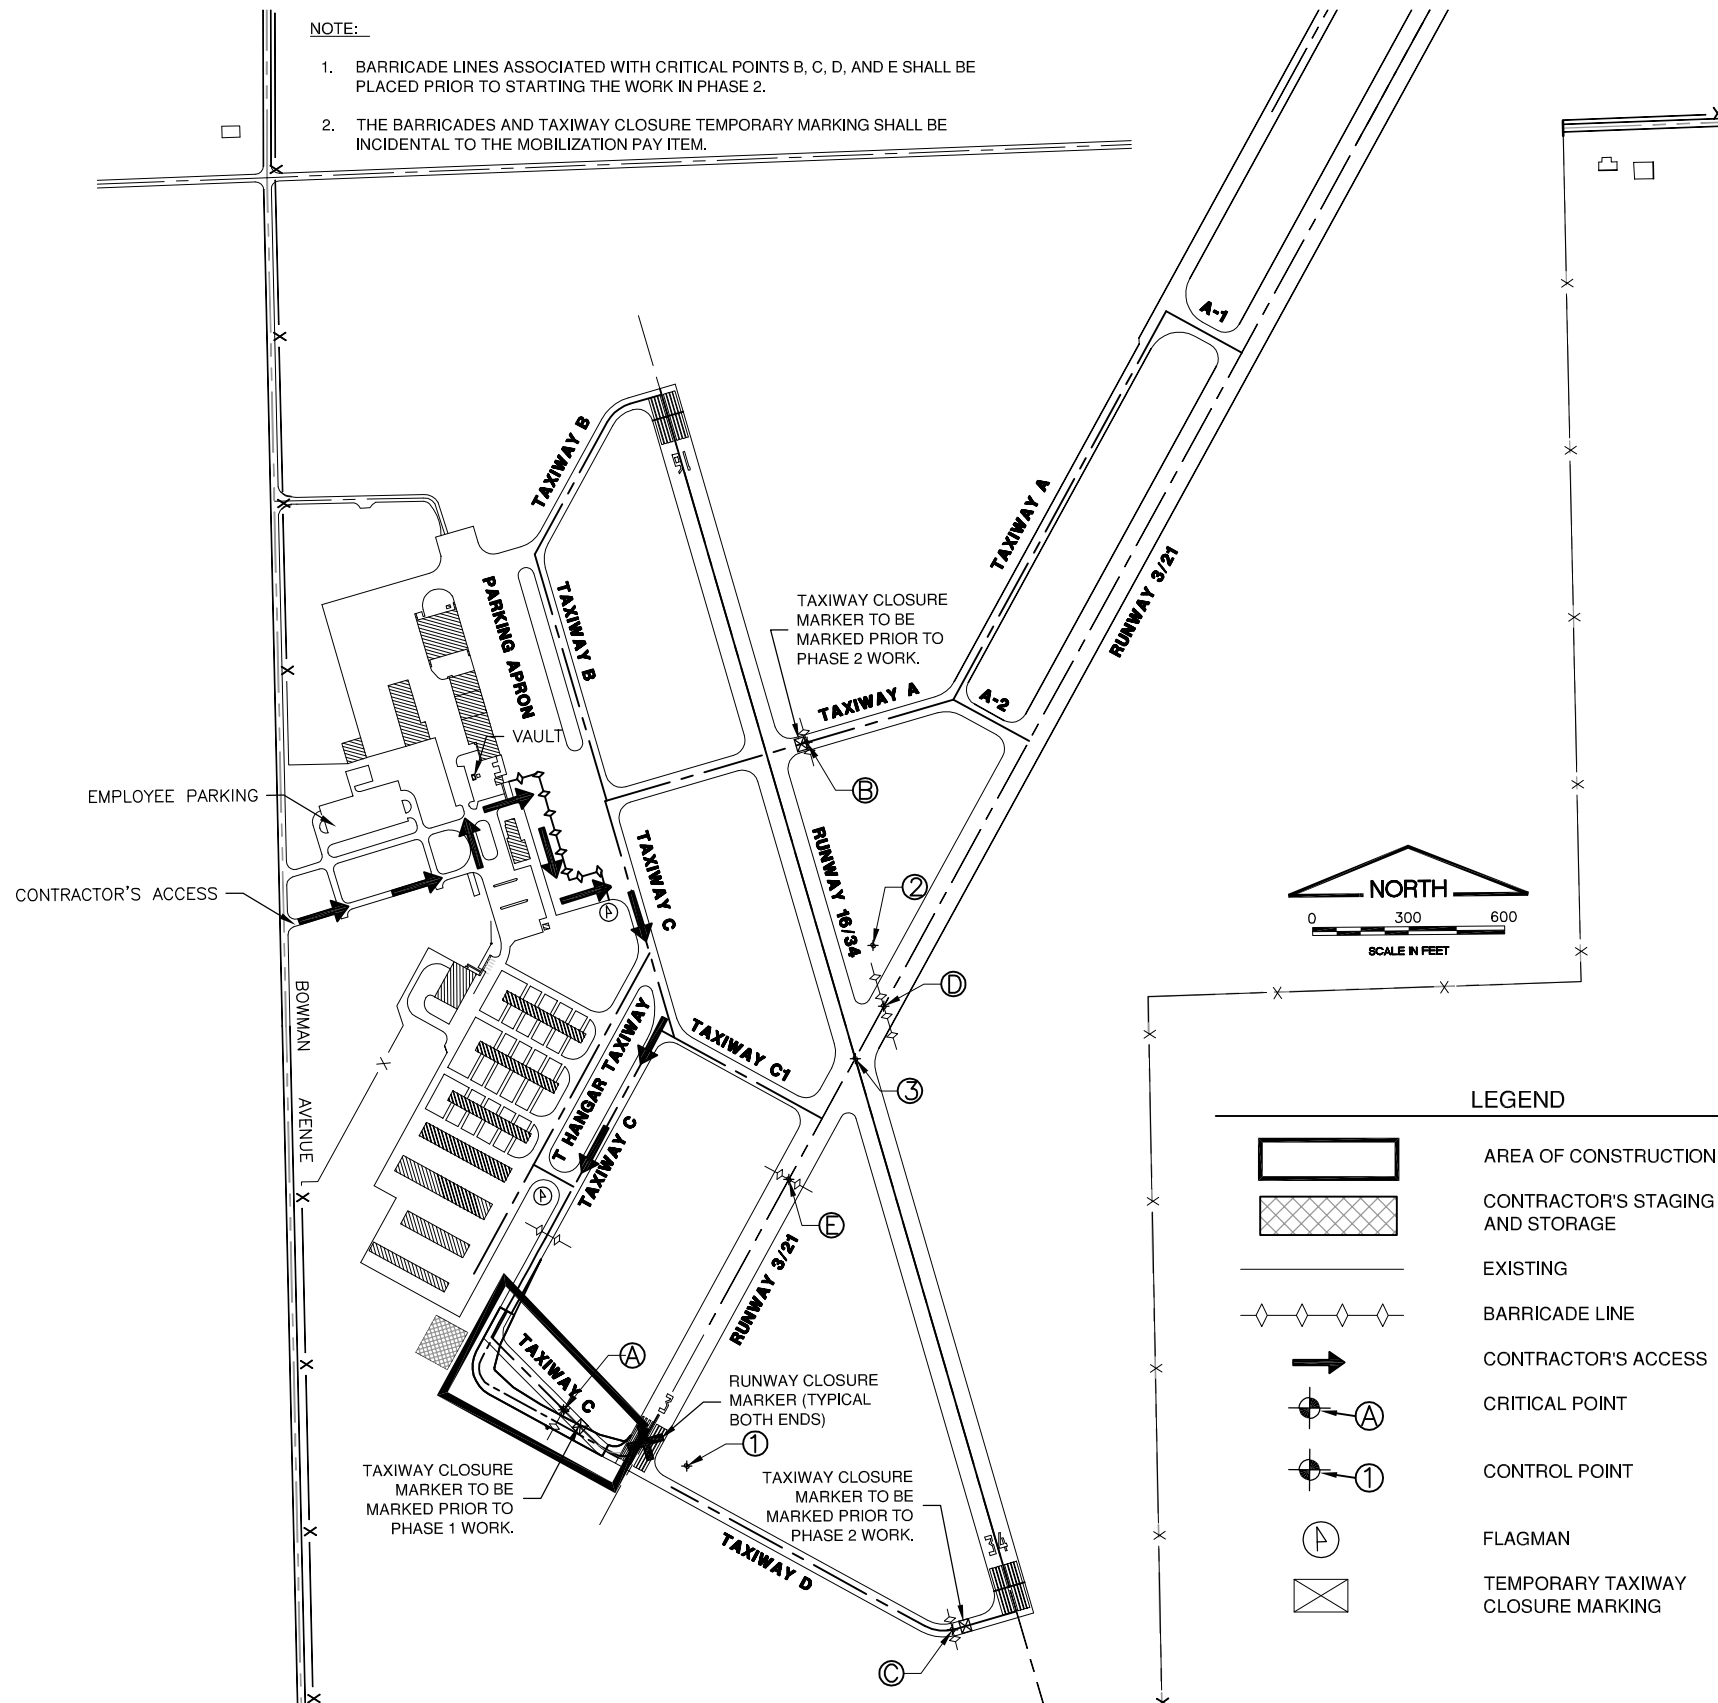 NOTE:
1. BARRICADE LINES ASSOCIATED WITH CRITICAL POINTS B, C, D, AND E SHALL BE
PLACED PRIOR TO STARTING THE WORK IN PHASE 2.
2. THE BARRICADES AND TAXIWAY CLOSURE TEMPORARY MARKING SHALL BE
INCIDENTAL TO THE MOBILIZATION PAY ITEM.
A-1
TAXIWAY B
TAXIWAY A
RUNWAY 3/21
PARKING APRON
TAXIWAY B
TAXIWAY CLOSURE
MARKER TO BE
MARKED PRIOR TO
PHASE 2 WORK.
TAXIWAY A
A-2
VAULT
B
EMPLOYEE PARKING
CONTRACTOR'S ACCESS
TAXIWAY C
RUNWAY 16/34
2
NORTH
0 300 600
SCALE IN FEET
D
BOWMAN AVENUE
T HANGAR TAXIWAY
TAXIWAY C1
3
TAXIWAY C
E
RUNWAY 3/21
TAXIWAY C
A
3
RUNWAY CLOSURE
MARKER (TYPICAL
BOTH ENDS)
1
TAXIWAY CLOSURE
MARKER TO BE
MARKED PRIOR TO
PHASE 1 WORK.
TAXIWAY CLOSURE
MARKER TO BE
MARKED PRIOR TO
PHASE 2 WORK.
34
TAXIWAY D
C
LEGEND
AREA OF CONSTRUCTION
CONTRACTOR'S STAGING
AND STORAGE
EXISTING
BARRICADE LINE
CONTRACTOR'S ACCESS
A
CRITICAL POINT
1
CONTROL POINT
FLAGMAN
TEMPORARY TAXIWAY
CLOSURE MARKING